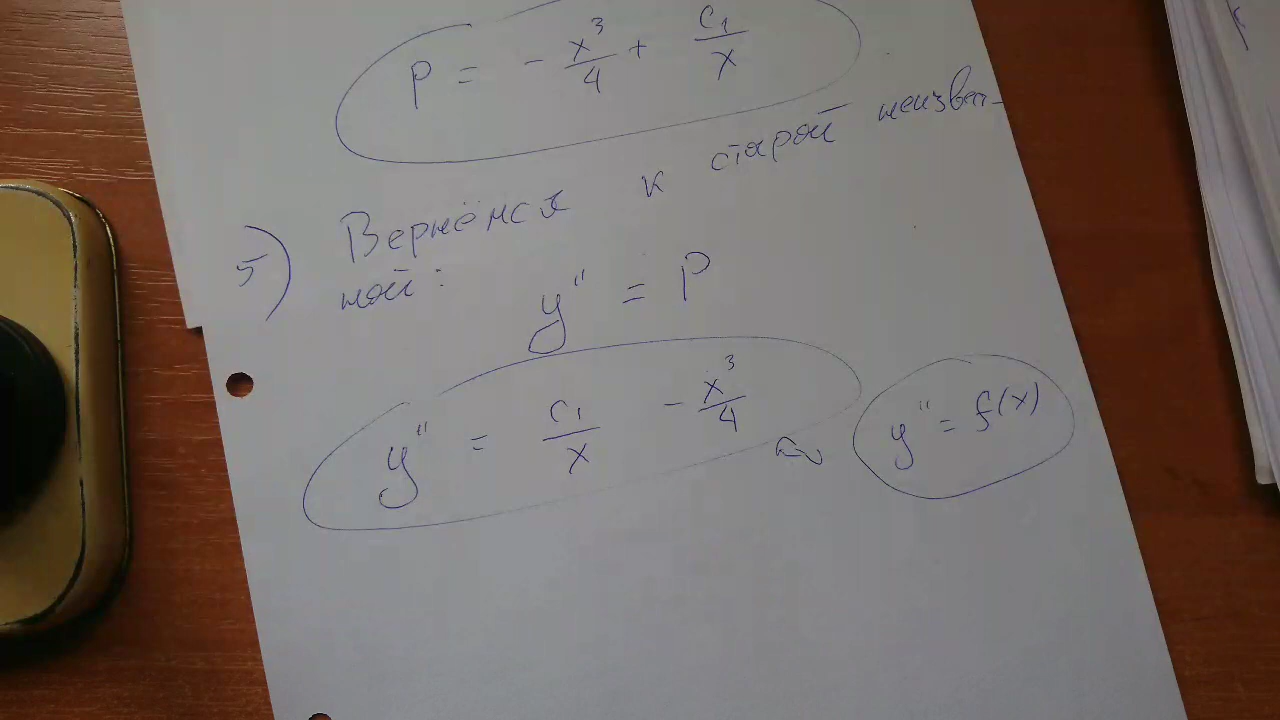 P = - x³/4 + C₁/x
5) Вернёмся к старой неизвест-
ной:
y'' = P
y'' = C₁/x - x³/4 ~ y'' = f(x)